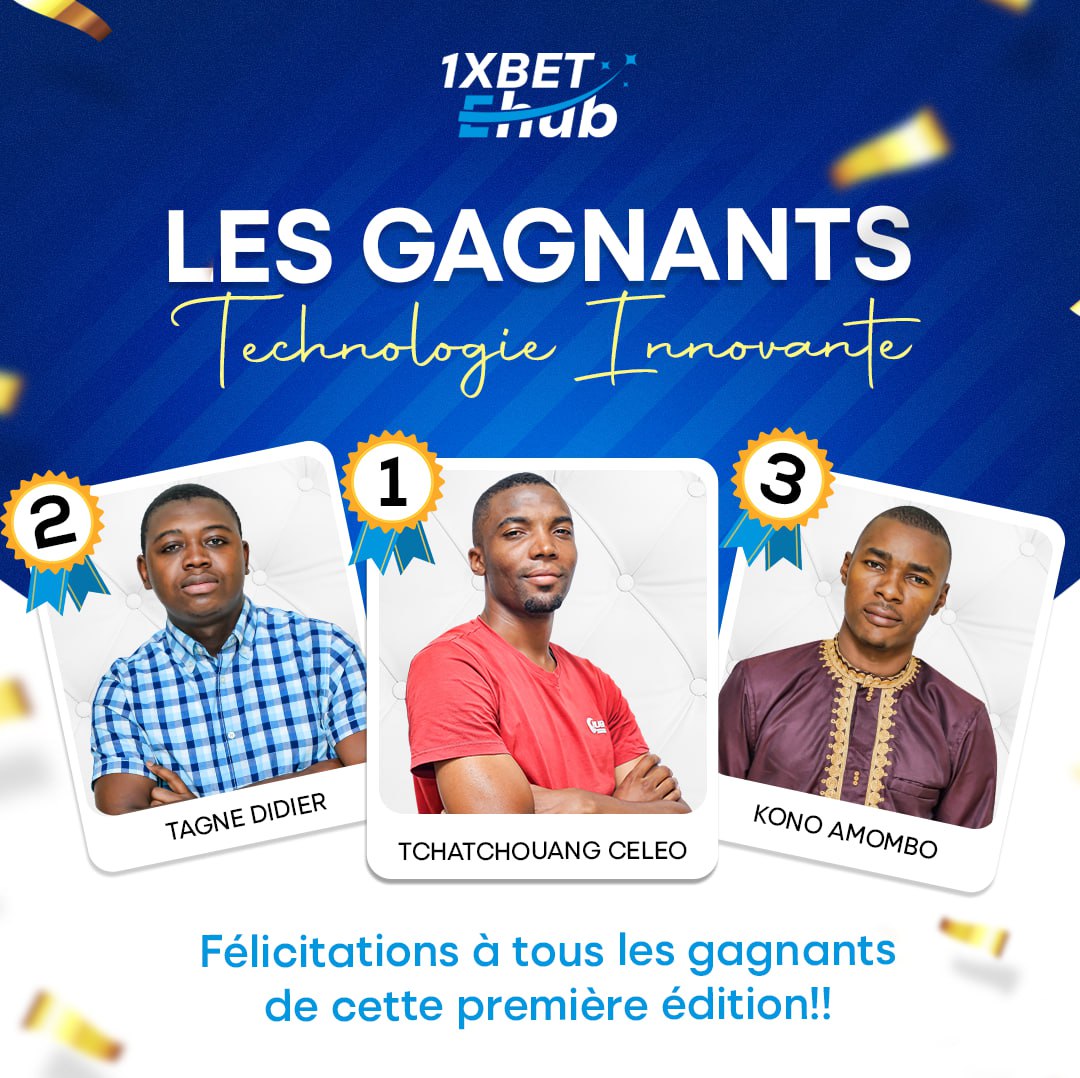 1XBET
Ehub
LES GAGNANTS
Technologie Innovante
2
1
3
TAGNE DIDIER
TCHATCHOUANG CELEO
KONO AMOMBO
Félicitations à tous les gagnants
de cette première édition!!